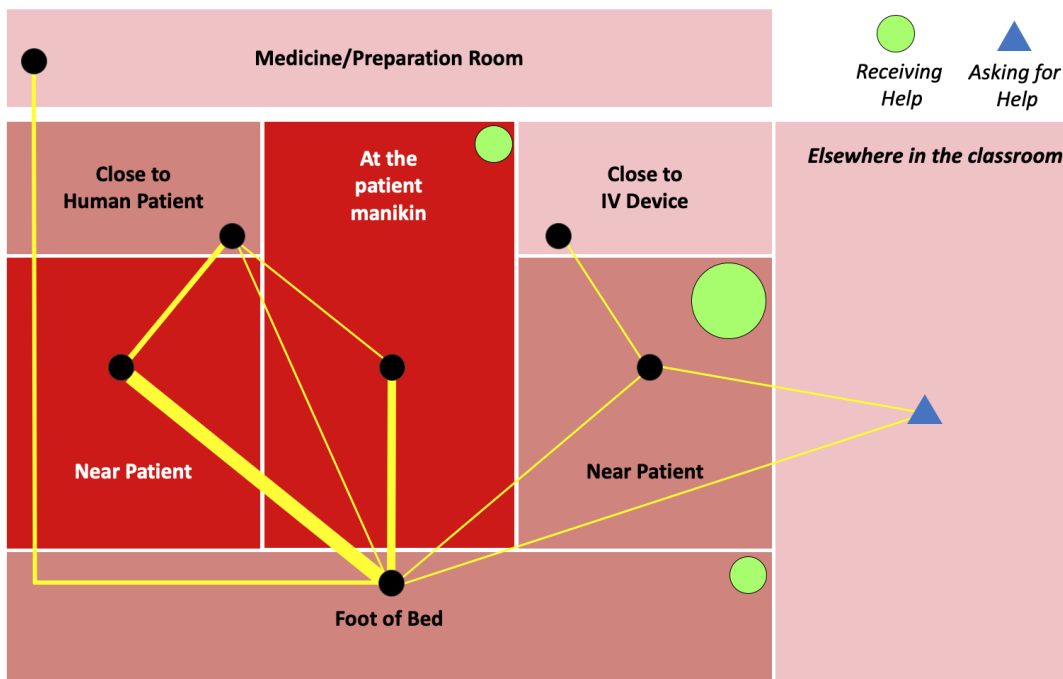 Medicine/Preparation Room
Receiving
Help
Asking for
Help
Close to
Human Patient
At the
patient
manikin
Close to
IV Device
Elsewhere in the classroom
Near Patient
Near Patient
Foot of Bed